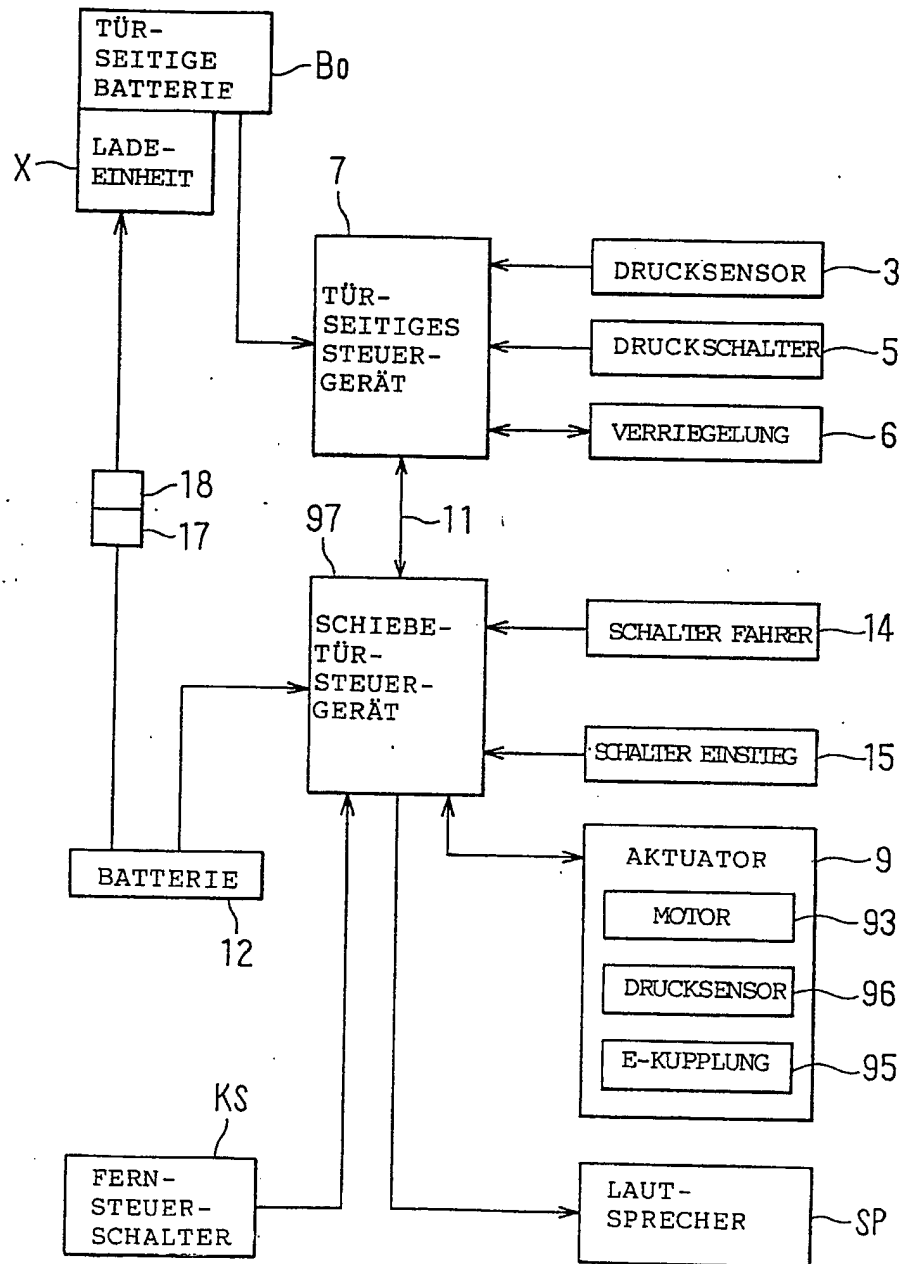 TÜR-
SEITIGE
BATTERIE
B0
LADE-
EINHEIT
X
7
TÜR-
SEITIGES
STEUER-
GERÄT
DRUCKSENSOR
3
DRUCKSCHALTER
5
VERRIEGELUNG
6
18
17
11
97
SCHIEBE-
TÜR-
STEUER-
GERÄT
SCHALTER FAHRER
14
SCHALTER EINSTIEG
15
BATTERIE
12
AKTUATOR
9
MOTOR
93
DRUCKSENSOR
96
E-KUPPLUNG
95
KS
FERN-
STEUER-
SCHALTER
LAUT-
SPRECHER
SP